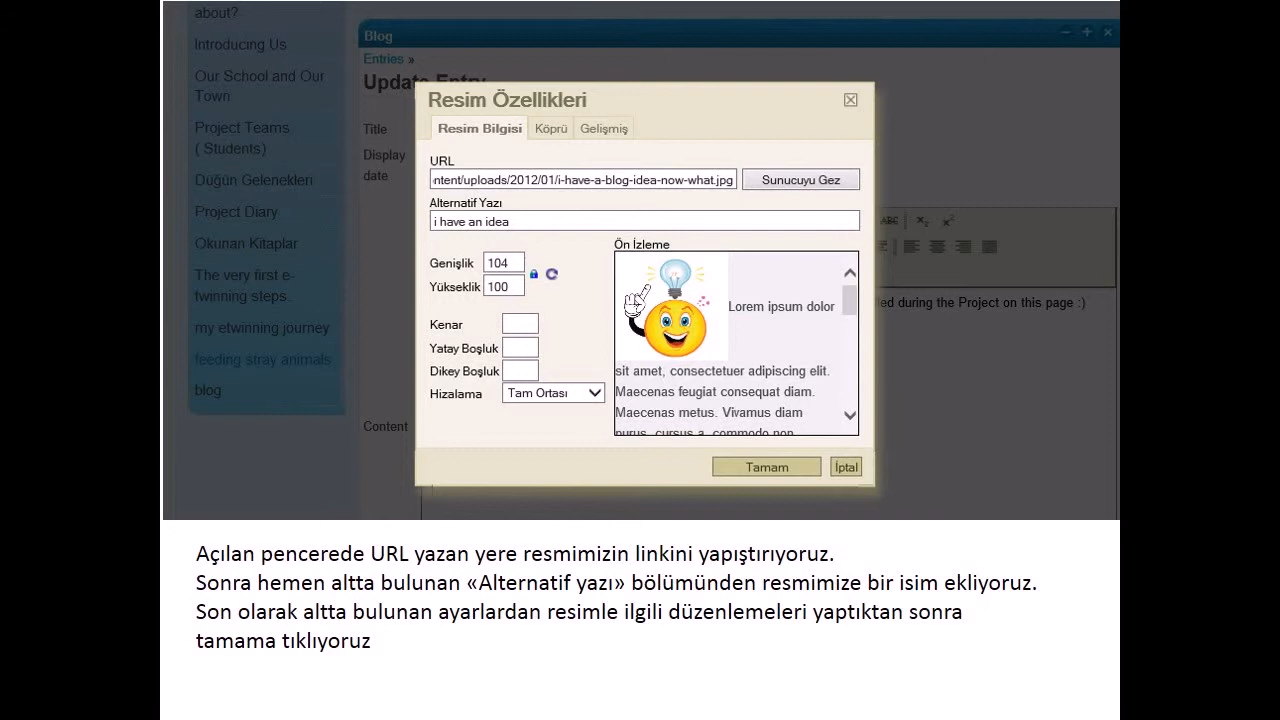 about?
Introducing Us
Our School and Our
Town
Project Teams
( Students)
Düğün Gelenekleri
Project Diary
Okunan Kitaplar
The very first e-
twinning steps.
my etwinning journey
feeding stray animals
blog
Blog
Entries »
Update Entry
Title
Display
date
Content
ABC
led during the Project on this page :)
Resim Özellikleri
Resim Bilgisi Köprü Gelişmiş
URL
ntent/uploads/2012/01/i-have-a-blog-idea-now-what.jpg Sunucuyu Gez
Alternatif Yazı
i have an idea
Genişlik 104
Yükseklik 100
Kenar
Yatay Boşluk
Dikey Boşluk
Hizalama Tam Ortası
Ön İzleme
Lorem ipsum dolor
sit amet, consectetuer adipiscing elit.
Maecenas feugiat consequat diam.
Maecenas metus. Vivamus diam
purus, cursus a, commodo non
Tamam İptal
Açılan pencerede URL yazan yere resmimizin linkini yapıştırıyoruz.
Sonra hemen altta bulunan «Alternatif yazı» bölümünden resmimize bir isim ekliyoruz.
Son olarak altta bulunan ayarlardan resimle ilgili düzenlemeleri yaptıktan sonra
tamama tıklıyoruz